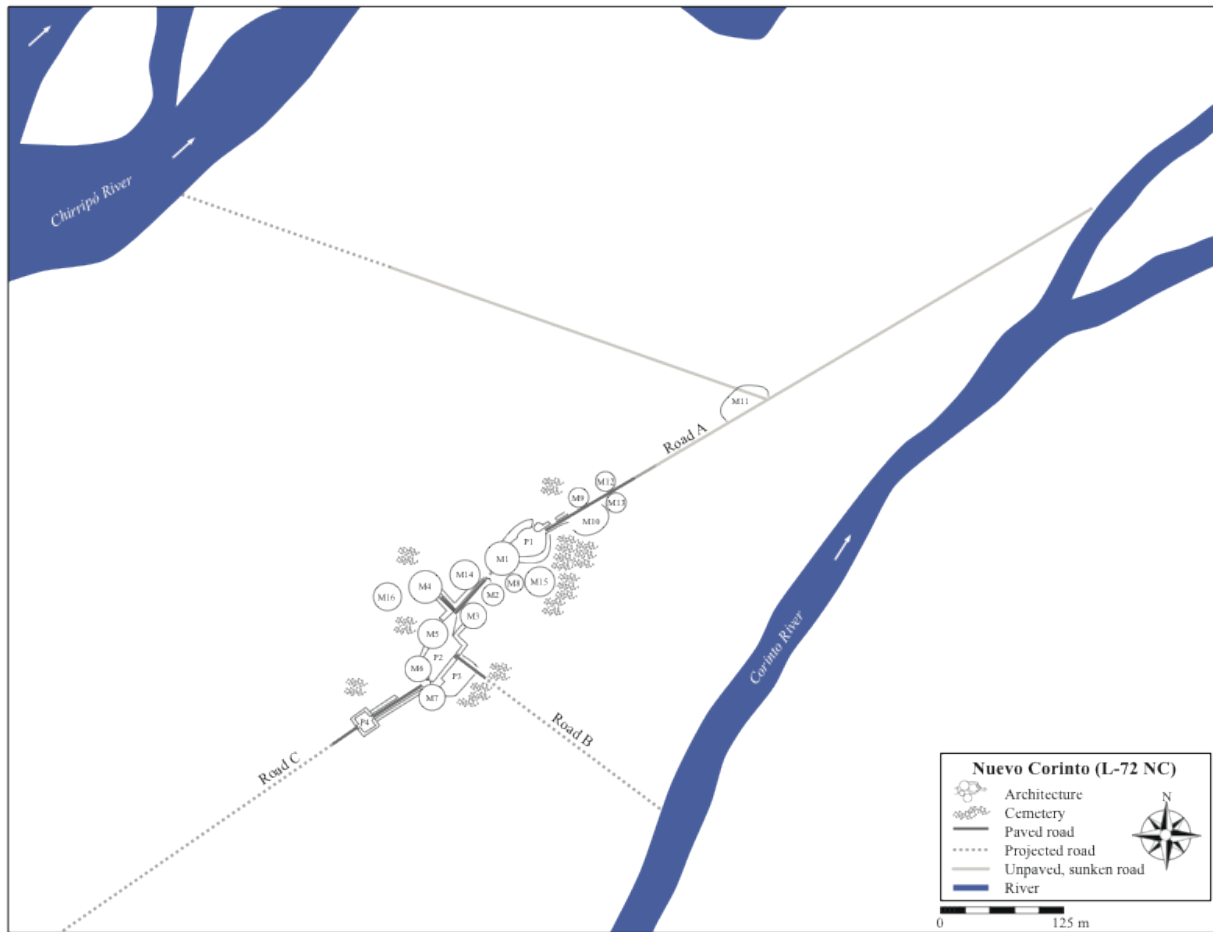 Chirripò River
M11
Road A
M12
M9
M13
M10
P1
M1
M14
M8
M15
M4
M2
M16
M3
M5
P2
M6
P3
M7
P4
Road B
Road C
Corinto River
Nuevo Corinto (L-72 NC)
Architecture
Cemetery
Paved road
Projected road
Unpaved, sunken road
River
N
0 125 m